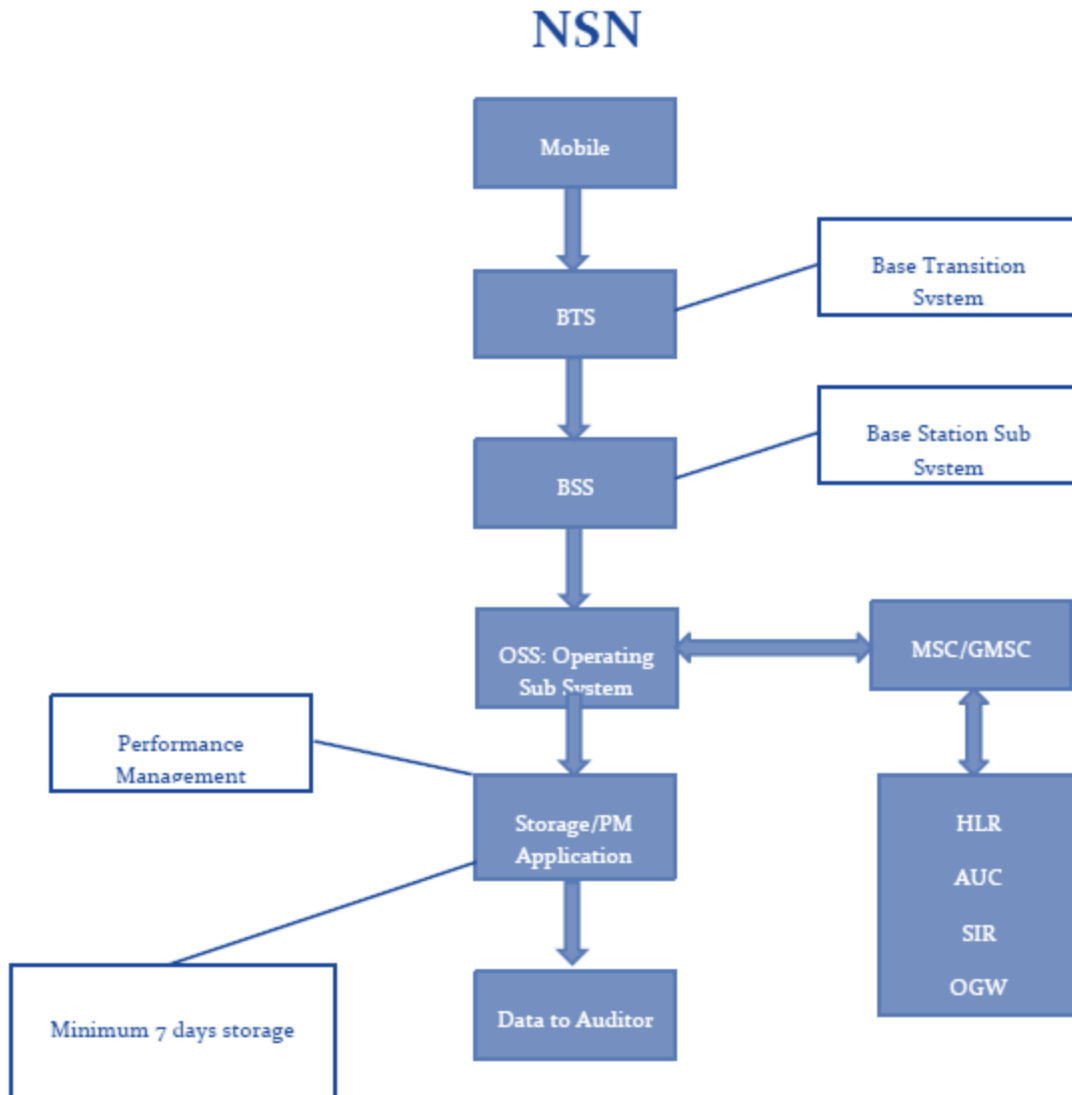 NSN
Mobile
Base Transition
System
BTS
Base Station Sub
System
BSS
OSS: Operating
Sub System
MSC/GMSC
Performance
Management
Storage/PM
Application
HLR
AUC
SIR
OGW
Minimum 7 days storage
Data to Auditor